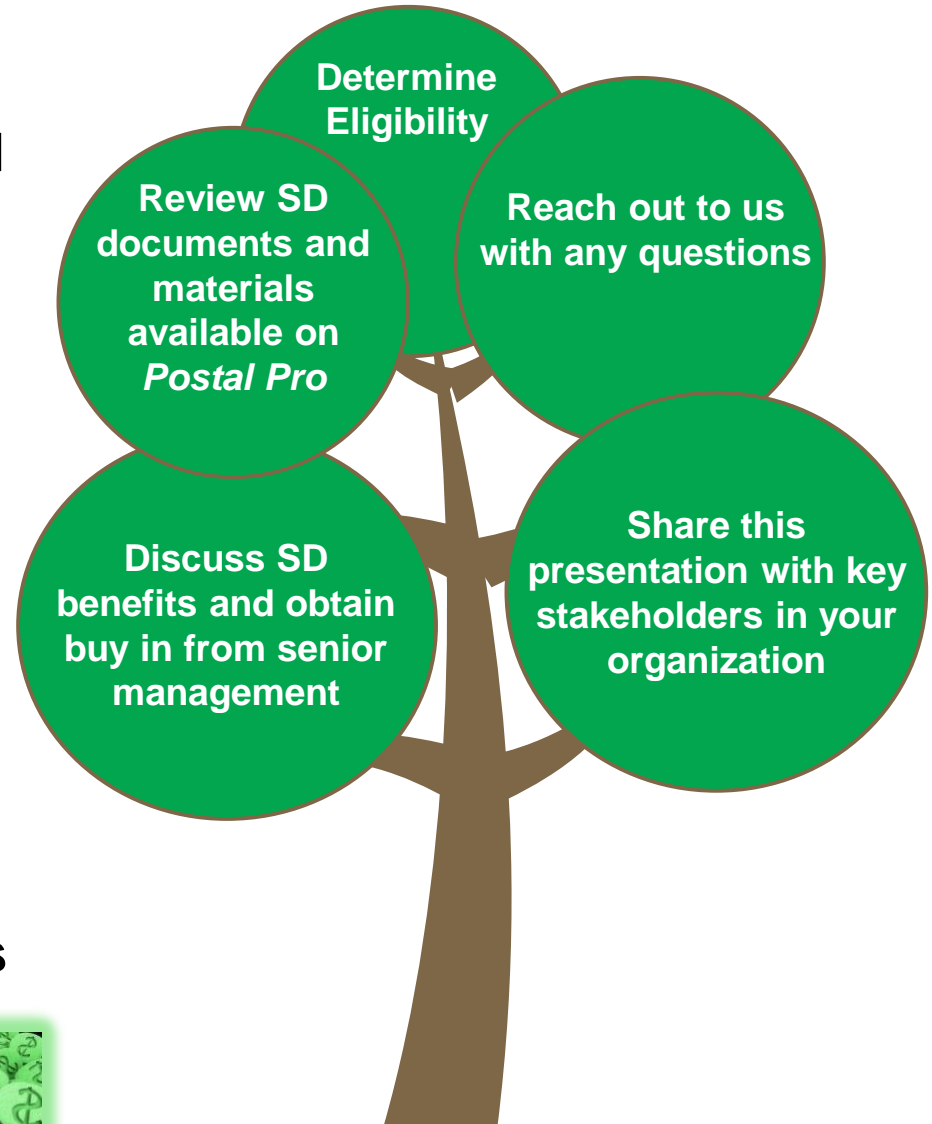 Determine
Eligibility
Review SD
documents and
materials
available on
Postal Pro
Reach out to us
with any questions
Discuss SD
benefits and obtain
buy in from senior
management
Share this
presentation with key
stakeholders in your
organization
s